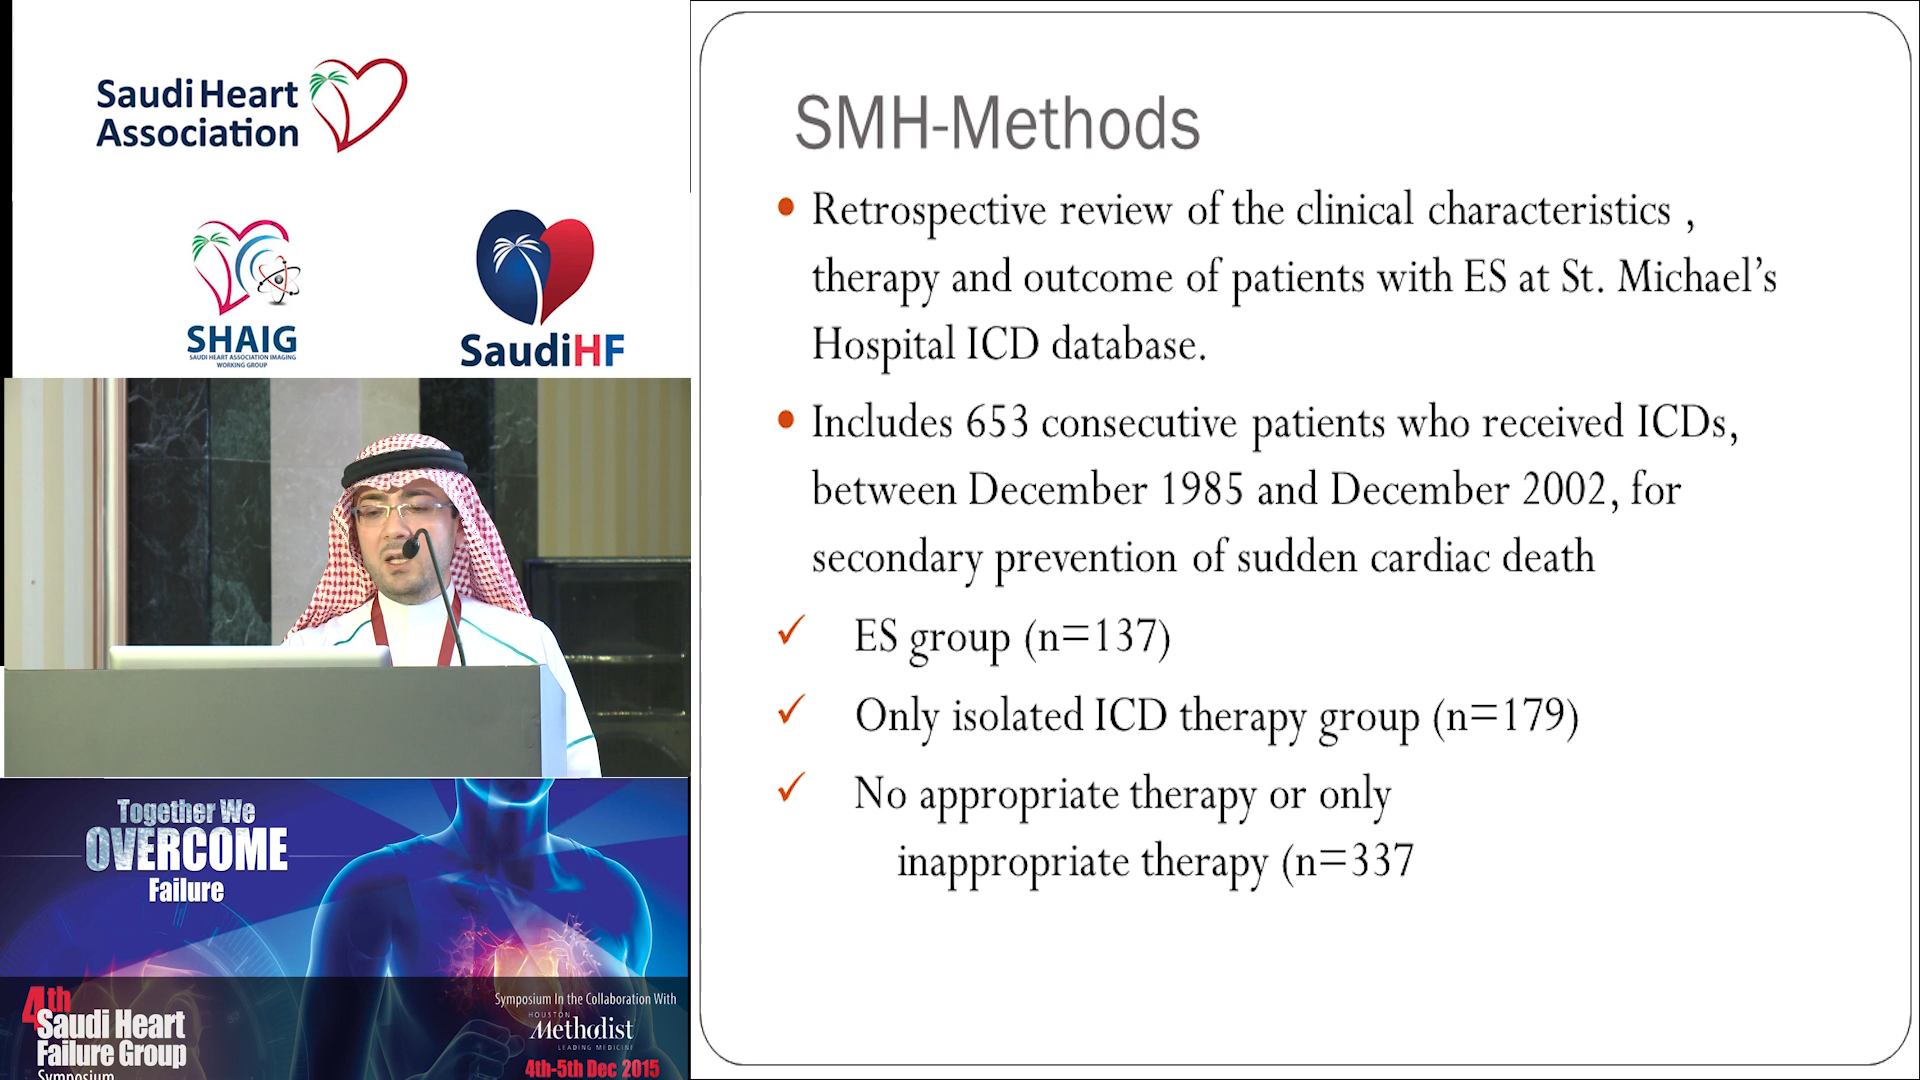 Saudi Heart
Association
SHAIG
SAUDI HEART ASSOCIATION IMAGING
WORKING GROUP
SaudiHF
Together We
OVERCOME
Failure
4th
Saudi Heart
Failure Group
Symposium
Symposium In the Collaboration With
HOUSTON
Methodist
LEADING MEDICINE
4th-5th Dec 2015
SMH-Methods
• Retrospective review of the clinical characteristics ,
therapy and outcome of patients with ES at St. Michael’s
Hospital ICD database.
• Includes 653 consecutive patients who received ICDs,
between December 1985 and December 2002, for
secondary prevention of sudden cardiac death
✓ ES group (n=137)
✓ Only isolated ICD therapy group (n=179)
✓ No appropriate therapy or only
inappropriate therapy (n=337